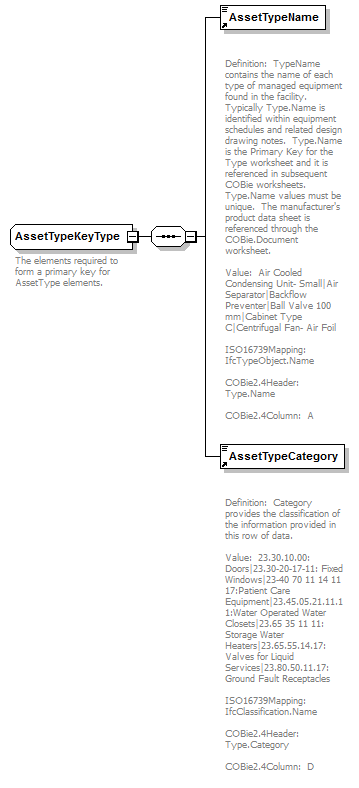 AssetTypeName
Definition:  TypeName
contains the name of each
type of managed equipment
found in the facility.
Typically Type.Name is
identified within equipment
schedules and related design
drawing notes.  Type.Name
is the Primary Key for the
Type worksheet and it is
referenced in subsequent
COBie worksheets.
Type.Name values must be
unique.  The manufacturer's
product data sheet is
referenced through the
COBie.Document
worksheet.
Value:  Air Cooled
Condensing Unit- Small|Air
Separator|Backflow
Preventer|Ball Valve 100
mm|Cabinet Type
C|Centrifugal Fan- Air Foil
ISO16739Mapping:
IfcTypeObject.Name
COBie2.4Header:
Type.Name
COBie2.4Column:  A
AssetTypeKeyType
The elements required to
form a primary key for
AssetType elements.
AssetTypeCategory
Definition:  Category
provides the classification of
the information provided in
this row of data.
Value:  23.30.10.00:
Doors|23.30-20-17-11: Fixed
Windows|23-40 70 11 14 11
17:Patient Care
Equipment|23.45.05.21.11.1
1:Water Operated Water
Closets|23.65 35 11 11:
Storage Water
Heaters|23.65.55.14.17:
Valves for Liquid
Services|23.80.50.11.17:
Ground Fault Receptacles
ISO16739Mapping:
IfcClassification.Name
COBie2.4Header:
Type.Category
COBie2.4Column:  D